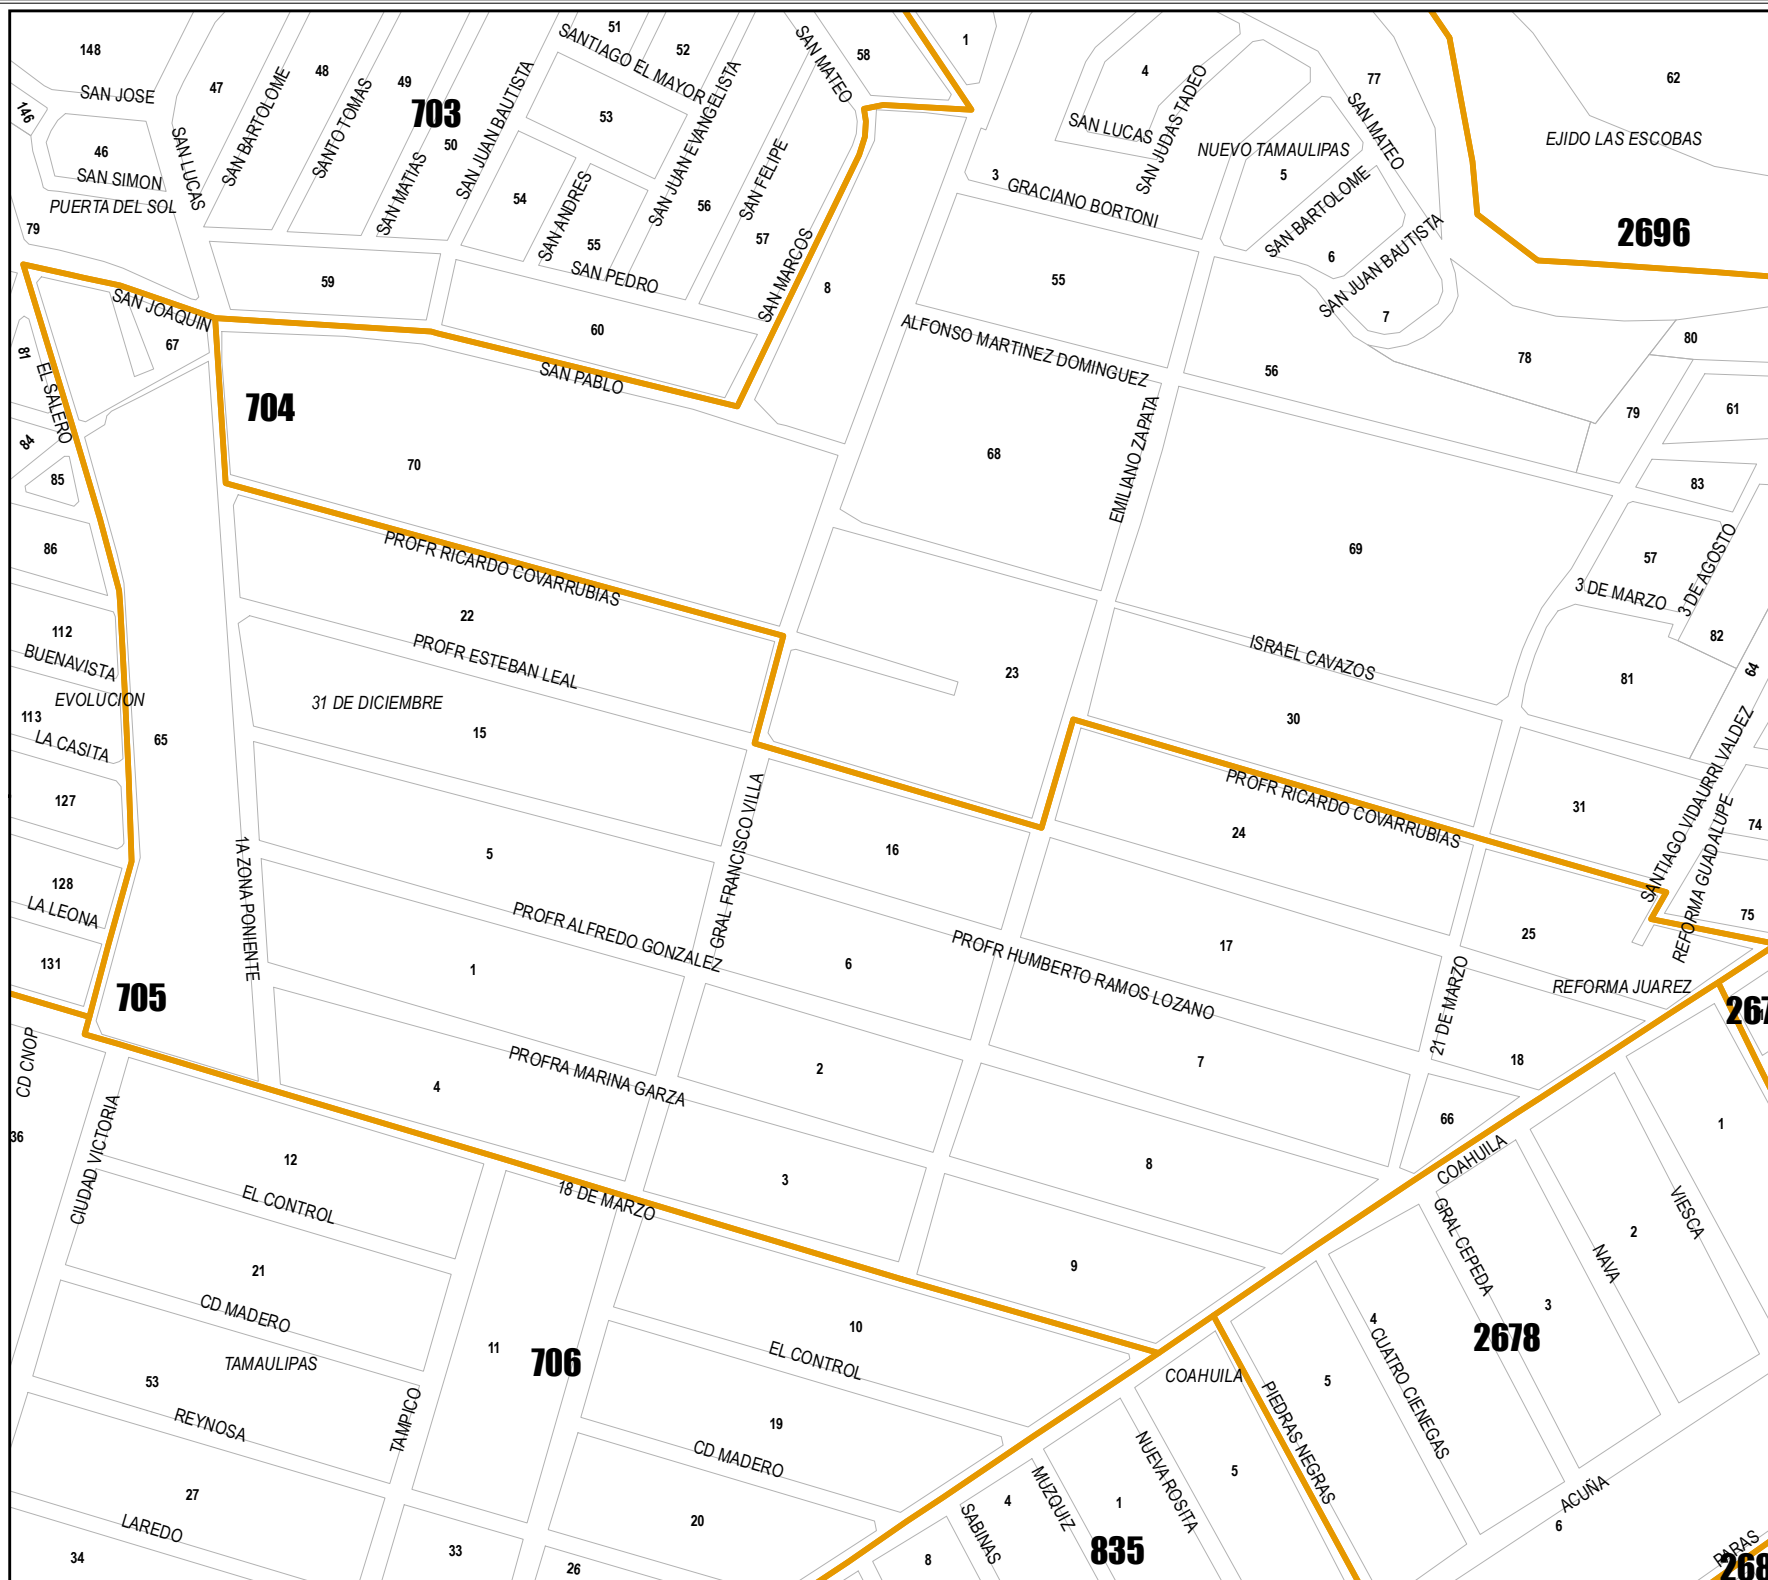 148
SAN JOSE
146
46
SAN SIMON
PUERTA DEL SOL
79
SAN LUCAS
47
SAN BARTOLOME
48
SANTO TOMAS
49
703
50
SAN MATIAS
SAN JUAN BAUTISTA
51
SANTIAGO EL MAYOR
52
53
54
SAN ANDRES
55
SAN PEDRO
SAN JUAN EVANGELISTA
56
SAN FELIPE
57
SAN MARCOS
SAN MATEO
58
1
59
60
8
4
SAN LUCAS
SAN JUDAS TADEO
3
GRACIANO BORTONI
NUEVO TAMAULIPAS
5
77
SAN MATEO
SAN BARTOLOME
6
SAN JUAN BAUTISTA
7
62
EJIDO LAS ESCOBAS
2696
SAN JOAQUIN
67
81
EL SALERO
84
85
86
704
70
SAN PABLO
55
ALFONSO MARTINEZ DOMINGUEZ
56
78
80
79
61
83
68
EMILIANO ZAPATA
69
57
3 DE MARZO
3 DE AGOSTO
82
64
81
PROFR RICARDO COVARRUBIAS
22
PROFR ESTEBAN LEAL
31 DE DICIEMBRE
15
23
ISRAEL CAVAZOS
30
112
BUENAVISTA
EVOLUCION
113
LA CASITA
65
127
128
LA LEONA
131
705
1A ZONA PONIENTE
5
PROFR ALFREDO GONZALEZ
GRAL FRANCISCO VILLA
1
16
6
PROFR HUMBERTO RAMOS LOZANO
PROFR RICARDO COVARRUBIAS
24
31
SANTIAGO VIDAURRI VALDEZ
REFORMA GUADALUPE
74
75
17
25
REFORMA JUAREZ
21 DE MARZO
18
7
66
267
CD CNOP
36
CIUDAD VICTORIA
4
PROFRA MARINA GARZA
2
3
8
9
18 DE MARZO
12
EL CONTROL
21
CD MADERO
TAMAULIPAS
53
REYNOSA
27
LAREDO
34
TAMPICO
11
706
10
EL CONTROL
19
CD MADERO
20
33
26
COAHUILA
COAHUILA
GRAL CEPEDA
NAVA
VIESCA
1
2
3
4
CUATRO CIENEGAS
2678
5
PIEDRAS NEGRAS
5
NUEVA ROSITA
1
MUZQUIZ
4
SABINAS
8
835
ACUÑA
6
PARAS
268